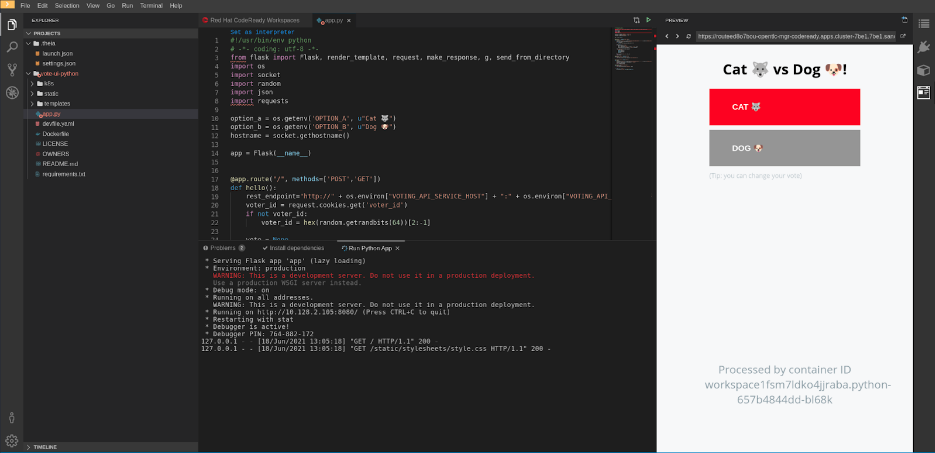 File Edit Selection View Go Run Terminal Help
EXPLORER
PROJECTS
.theia
launch.json
settings.json
vote-ui-python
k8s
static
templates
app.py
devfile.yaml
Dockerfile
LICENSE
OWNERS
README.md
requirements.txt
TIMELINE
Red Hat CodeReady Workspaces
app.py ×
Set as interpreter
1 #!/usr/bin/env python
2 # -*- coding: utf-8 -*-
3 from flask import Flask, render_template, request, make_response, g, send_from_directory
4 import os
5 import socket
6 import random
7 import json
8 import requests
9
10 option_a = os.getenv('OPTION_A', u"Cat 🐺")
11 option_b = os.getenv('OPTION_B', u"Dog 🐶")
12 hostname = socket.gethostname()
13
14 app = Flask(__name__)
15
16
17 @app.route("/", methods=['POST','GET'])
18 def hello():
19 rest_endpoint="http://" + os.environ["VOTING_API_SERVICE_HOST"] + ":" + os.environ["VOTING_API_
20 voter_id = request.cookies.get('voter_id')
21 if not voter_id:
22 voter_id = hex(random.getrandbits(64))[2:-1]
23
24 vote = None
Problems 7 Install dependencies Run Python App ×
* Serving Flask app 'app' (lazy loading)
* Environment: production
WARNING: This is a development server. Do not use it in a production deployment.
Use a production WSGI server instead.
* Debug mode: on
* Running on all addresses.
WARNING: This is a development server. Do not use it in a production deployment.
* Running on http://10.128.2.105:8080/ (Press CTRL+C to quit)
* Restarting with stat
* Debugger is active!
* Debugger PIN: 764-882-172
127.0.0.1 - - [18/Jun/2021 13:05:18] "GET / HTTP/1.1" 200 -
127.0.0.1 - - [18/Jun/2021 13:05:18] "GET /static/stylesheets/style.css HTTP/1.1" 200 -
PREVIEW
Cat 🐺 vs Dog 🐶!
CAT 🐺
DOG 🐶
(Tip: you can change your vote)
Processed by container ID
workspace1fsm7ldko4jjraba.python-
657b4844dd-bl68k